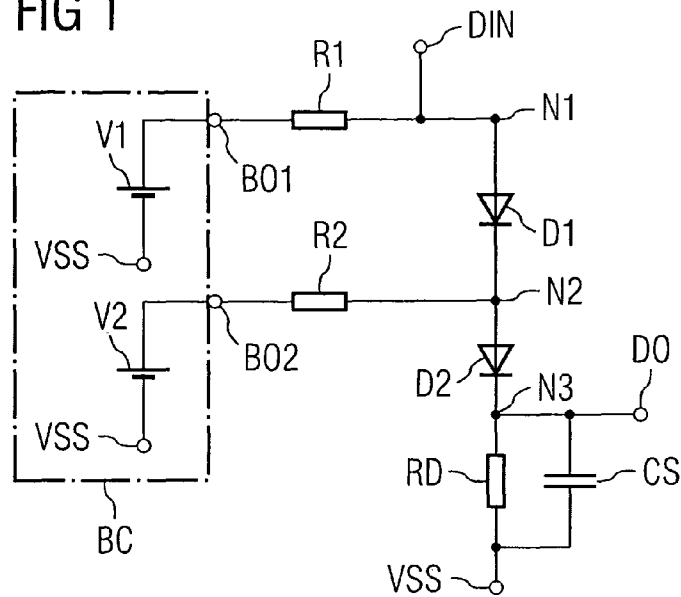 FIG 1
DIN
R1
N1
V1
BO1
D1
VSS
R2
N2
V2
BO2
D2
N3
DO
VSS
RD
CS
BC
VSS